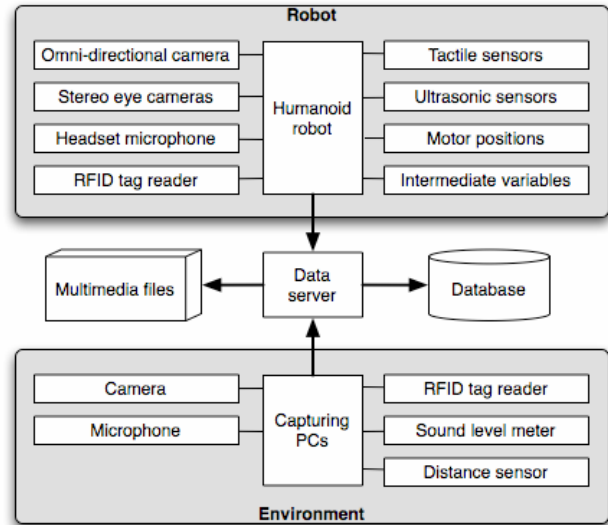 Robot
Omni-directional camera
Stereo eye cameras
Headset microphone
RFID tag reader
Humanoid
robot
Tactile sensors
Ultrasonic sensors
Motor positions
Intermediate variables
Multimedia files
Data
server
Database
Camera
Microphone
Capturing
PCs
RFID tag reader
Sound level meter
Distance sensor
Environment